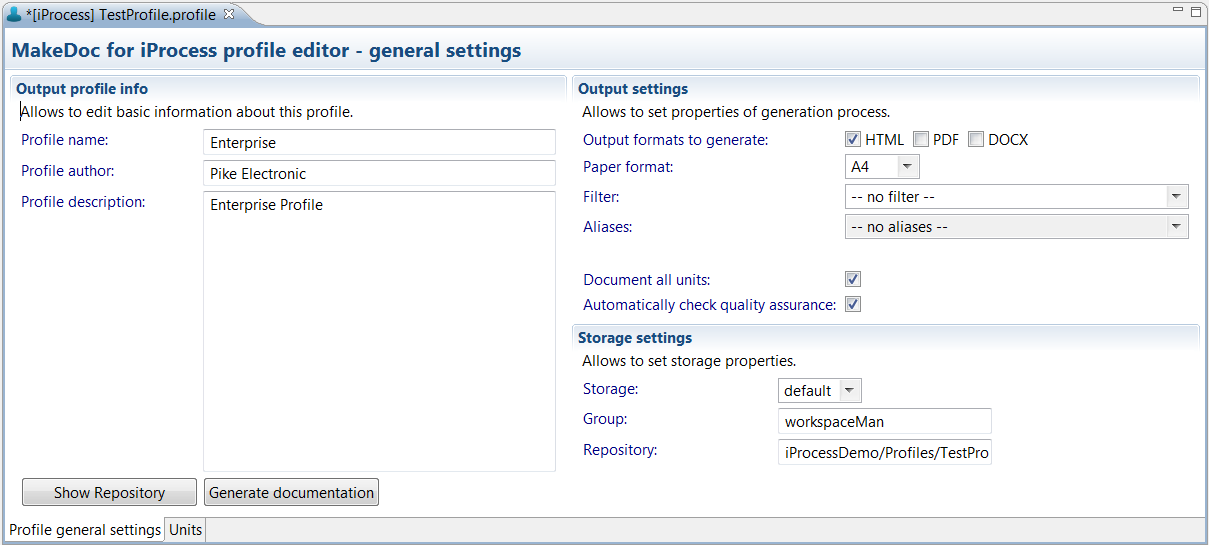 *[iProcess] TestProfile.profile
MakeDoc for iProcess profile editor - general settings
Output profile info
Allows to edit basic information about this profile.
Profile name: Enterprise
Profile author: Pike Electronic
Profile description: Enterprise Profile
Show Repository Generate documentation
Output settings
Allows to set properties of generation process.
Output formats to generate: HTML PDF DOCX
Paper format: A4
Filter: -- no filter --
Aliases: -- no aliases --
Document all units:
Automatically check quality assurance:
Storage settings
Allows to set storage properties.
Storage: default
Group: workspaceMan
Repository: iProcessDemo/Profiles/TestPro
Profile general settings Units